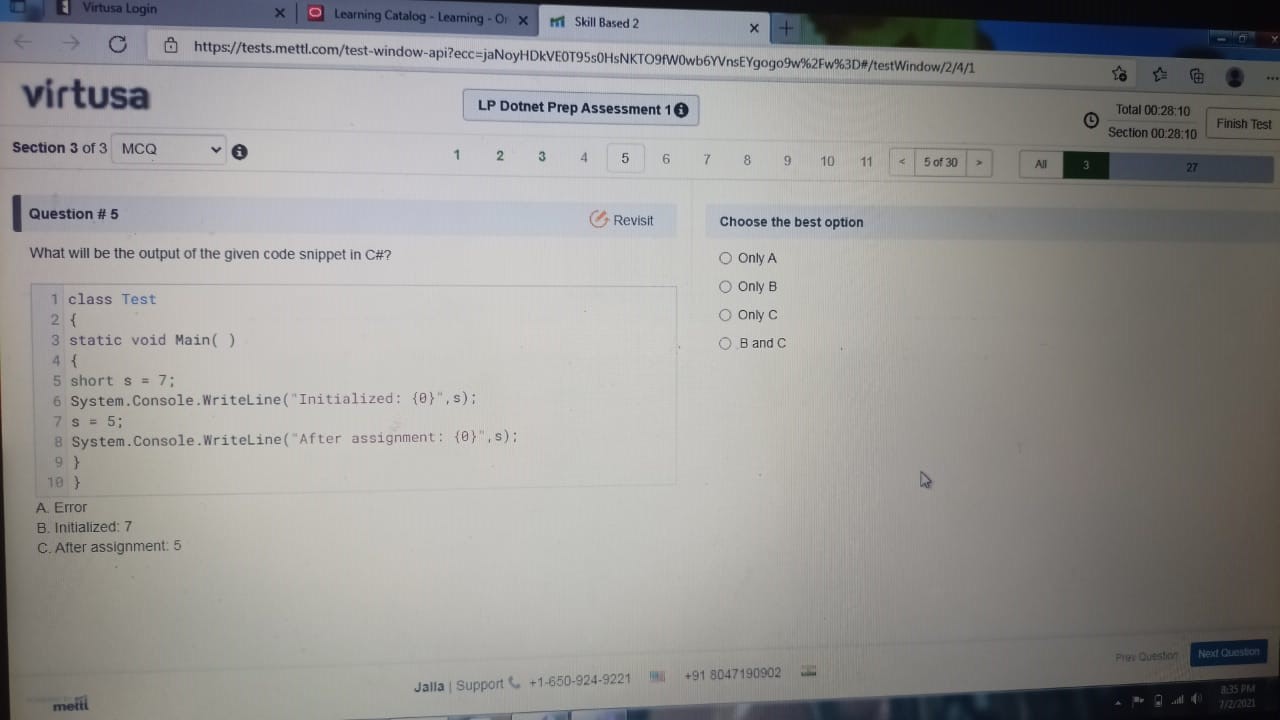 Virtusa Login
Learning Catalog - Learning - Or
Skill Based 2
https://tests.mettl.com/test-window-api?ecc=jaNoyHDkVE0T95s0HsNKTO9fW0wb6YVnsEYgogo9w%2Fw%3D#/testWindow/2/4/1
virtusa
LP Dotnet Prep Assessment 1
Total 00:28:10
Section 00:28:10
Finish Test
Section 3 of 3 MCQ
1 2 3 4 5 6 7 8 9 10 11 < 5 of 30 > All 3 27
Question # 5
Revisit
What will be the output of the given code snippet in C#?
1 class Test
2 {
3 static void Main( )
4 {
5 short s = 7;
6 System.Console.WriteLine("Initialized: {0}",s);
7 s = 5;
8 System.Console.WriteLine("After assignment: {0}",s);
9 }
10 }
A. Error
B. Initialized: 7
C. After assignment: 5
Choose the best option
Only A
Only B
Only C
B and C
Prev Question
Next Question
Jalla | Support +1-650-924-9221 +91 8047190902
mettl
8:35 PM
7/2/2021